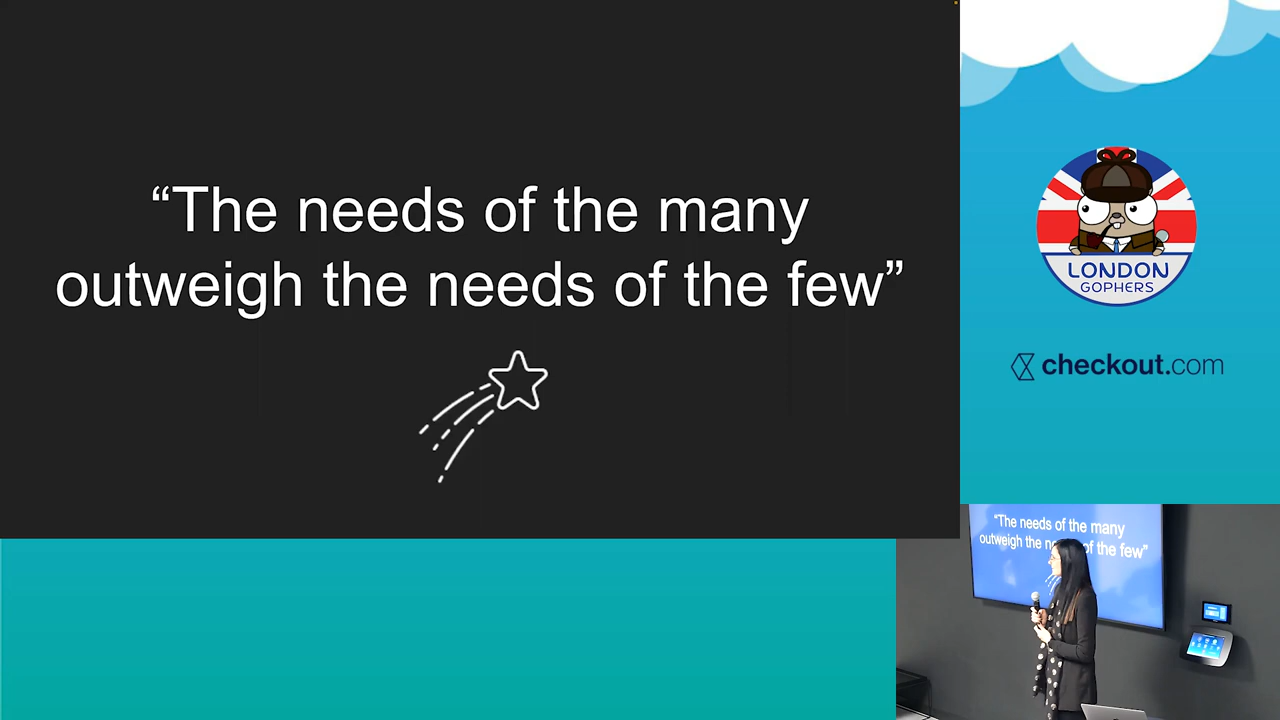 “The needs of the many
outweigh the needs of the few”
LONDON
GOPHERS
checkout.com
“The needs of the many
outweigh the of the few”